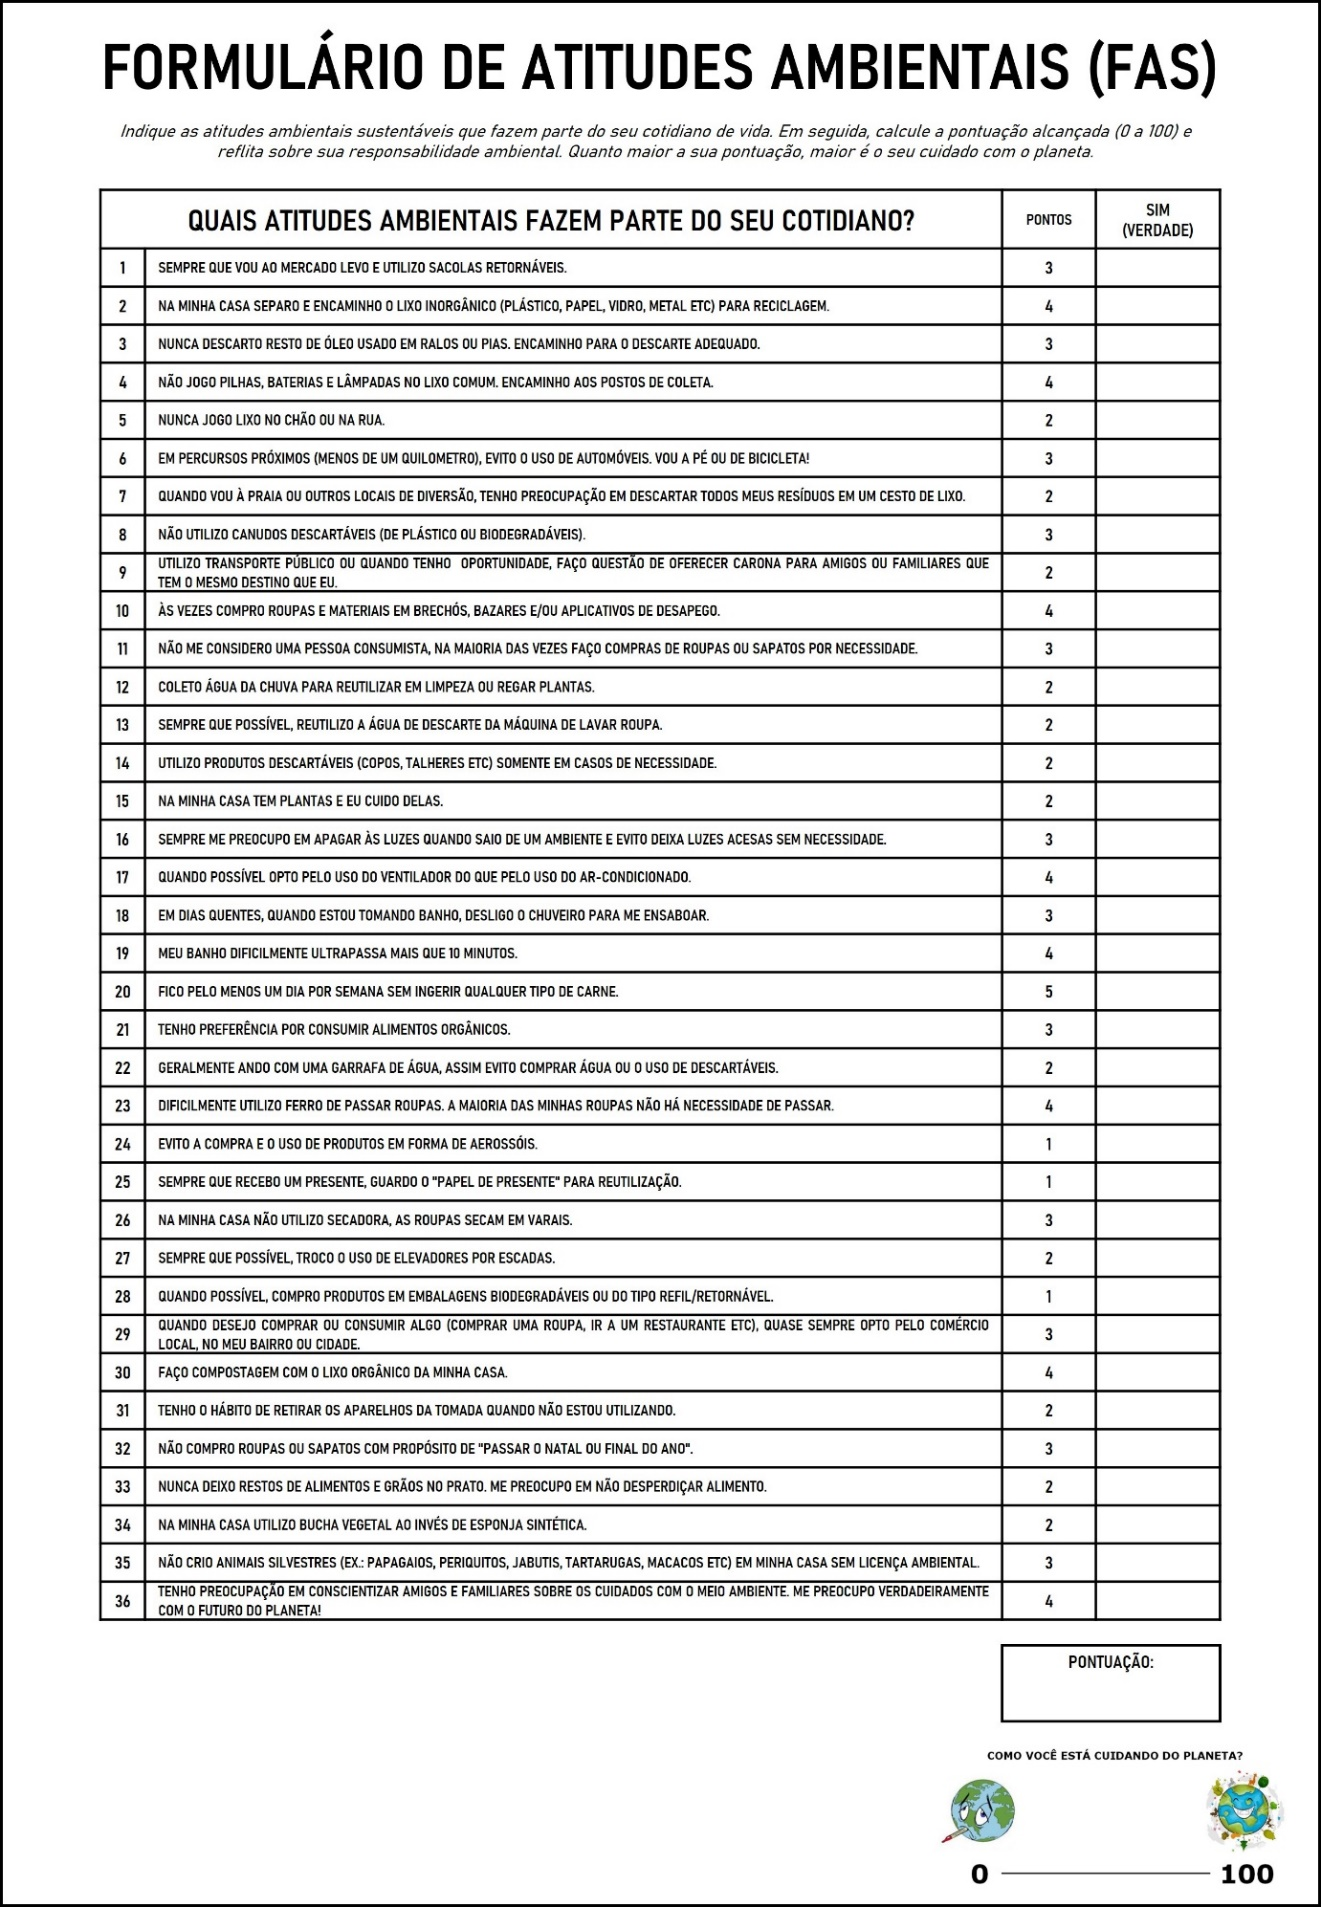 FORMULÁRIO DE ATITUDES AMBIENTAIS (FAS)
Indique as atitudes ambientais sustentáveis que fazem parte do seu cotidiano de vida. Em seguida, calcule a pontuação alcançada (0 a 100) e
reflita sobre sua responsabilidade ambiental. Quanto maior a sua pontuação, maior é o seu cuidado com o planeta.
QUAIS ATITUDES AMBIENTAIS FAZEM PARTE DO SEU COTIDIANO? PONTOS SIM
(VERDADE)
1 SEMPRE QUE VOU AO MERCADO LEVO E UTILIZO SACOLAS RETORNÁVEIS. 3
2 NA MINHA CASA SEPARO E ENCAMINHO O LIXO INORGÂNICO (PLÁSTICO, PAPEL, VIDRO, METAL ETC) PARA RECICLAGEM. 4
3 NUNCA DESCARTO RESTO DE ÓLEO USADO EM RALOS OU PIAS. ENCAMINHO PARA O DESCARTE ADEQUADO. 3
4 NÃO JOGO PILHAS, BATERIAS E LÂMPADAS NO LIXO COMUM. ENCAMINHO AOS POSTOS DE COLETA. 4
5 NUNCA JOGO LIXO NO CHÃO OU NA RUA. 2
6 EM PERCURSOS PRÓXIMOS (MENOS DE UM QUILOMETRO), EVITO O USO DE AUTOMÓVEIS. VOU A PÉ OU DE BICICLETA! 3
7 QUANDO VOU À PRAIA OU OUTROS LOCAIS DE DIVERSÃO, TENHO PREOCUPAÇÃO EM DESCARTAR TODOS MEUS RESÍDUOS EM UM CESTO DE LIXO. 2
8 NÃO UTILIZO CANUDOS DESCARTÁVEIS (DE PLÁSTICO OU BIODEGRADÁVEIS). 3
9 UTILIZO TRANSPORTE PÚBLICO OU QUANDO TENHO OPORTUNIDADE, FAÇO QUESTÃO DE OFERECER CARONA PARA AMIGOS OU FAMILIARES QUE
TEM O MESMO DESTINO QUE EU. 2
10 ÀS VEZES COMPRO ROUPAS E MATERIAIS EM BRECHÓS, BAZARES E/OU APLICATIVOS DE DESAPEGO. 4
11 NÃO ME CONSIDERO UMA PESSOA CONSUMISTA, NA MAIORIA DAS VEZES FAÇO COMPRAS DE ROUPAS OU SAPATOS POR NECESSIDADE. 3
12 COLETO ÁGUA DA CHUVA PARA REUTILIZAR EM LIMPEZA OU REGAR PLANTAS. 2
13 SEMPRE QUE POSSÍVEL, REUTILIZO A ÁGUA DE DESCARTE DA MÁQUINA DE LAVAR ROUPA. 2
14 UTILIZO PRODUTOS DESCARTÁVEIS (COPOS, TALHERES ETC) SOMENTE EM CASOS DE NECESSIDADE. 2
15 NA MINHA CASA TEM PLANTAS E EU CUIDO DELAS. 2
16 SEMPRE ME PREOCUPO EM APAGAR ÀS LUZES QUANDO SAIO DE UM AMBIENTE E EVITO DEIXA LUZES ACESAS SEM NECESSIDADE. 3
17 QUANDO POSSÍVEL OPTO PELO USO DO VENTILADOR DO QUE PELO USO DO AR-CONDICIONADO. 4
18 EM DIAS QUENTES, QUANDO ESTOU TOMANDO BANHO, DESLIGO O CHUVEIRO PARA ME ENSABOAR. 3
19 MEU BANHO DIFICILMENTE ULTRAPASSA MAIS QUE 10 MINUTOS. 4
20 FICO PELO MENOS UM DIA POR SEMANA SEM INGERIR QUALQUER TIPO DE CARNE. 5
21 TENHO PREFERÊNCIA POR CONSUMIR ALIMENTOS ORGÂNICOS. 3
22 GERALMENTE ANDO COM UMA GARRAFA DE ÁGUA, ASSIM EVITO COMPRAR ÁGUA OU O USO DE DESCARTÁVEIS. 2
23 DIFICILMENTE UTILIZO FERRO DE PASSAR ROUPAS. A MAIORIA DAS MINHAS ROUPAS NÃO HÁ NECESSIDADE DE PASSAR. 4
24 EVITO A COMPRA E O USO DE PRODUTOS EM FORMA DE AEROSSÓIS. 1
25 SEMPRE QUE RECEBO UM PRESENTE, GUARDO O "PAPEL DE PRESENTE" PARA REUTILIZAÇÃO. 1
26 NA MINHA CASA NÃO UTILIZO SECADORA, AS ROUPAS SECAM EM VARAIS. 3
27 SEMPRE QUE POSSÍVEL, TROCO O USO DE ELEVADORES POR ESCADAS. 2
28 QUANDO POSSÍVEL, COMPRO PRODUTOS EM EMBALAGENS BIODEGRADÁVEIS OU DO TIPO REFIL/RETORNÁVEL. 1
29 QUANDO DESEJO COMPRAR OU CONSUMIR ALGO (COMPRAR UMA ROUPA, IR A UM RESTAURANTE ETC), QUASE SEMPRE OPTO PELO COMÉRCIO
LOCAL, NO MEU BAIRRO OU CIDADE. 3
30 FAÇO COMPOSTAGEM COM O LIXO ORGÂNICO DA MINHA CASA. 4
31 TENHO O HÁBITO DE RETIRAR OS APARELHOS DA TOMADA QUANDO NÃO ESTOU UTILIZANDO. 2
32 NÃO COMPRO ROUPAS OU SAPATOS COM PROPÓSITO DE "PASSAR O NATAL OU FINAL DO ANO". 3
33 NUNCA DEIXO RESTOS DE ALIMENTOS E GRÃOS NO PRATO. ME PREOCUPO EM NÃO DESPERDIÇAR ALIMENTO. 2
34 NA MINHA CASA UTILIZO BUCHA VEGETAL AO INVÉS DE ESPONJA SINTÉTICA. 2
35 NÃO CRIO ANIMAIS SILVESTRES (EX.: PAPAGAIOS, PERIQUITOS, JABUTIS, TARTARUGAS, MACACOS ETC) EM MINHA CASA SEM LICENÇA AMBIENTAL. 3
36 TENHO PREOCUPAÇÃO EM CONSCIENTIZAR AMIGOS E FAMILIARES SOBRE OS CUIDADOS COM O MEIO AMBIENTE. ME PREOCUPO VERDADEIRAMENTE
COM O FUTURO DO PLANETA! 4
PONTUAÇÃO:
COMO VOCÊ ESTÁ CUIDANDO DO PLANETA?
0 100